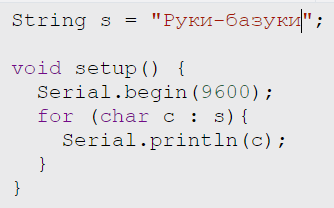 String s = "Руки-базуки";
void setup() {
Serial.begin(9600);
for (char c : s){
Serial.println(c);
}
}